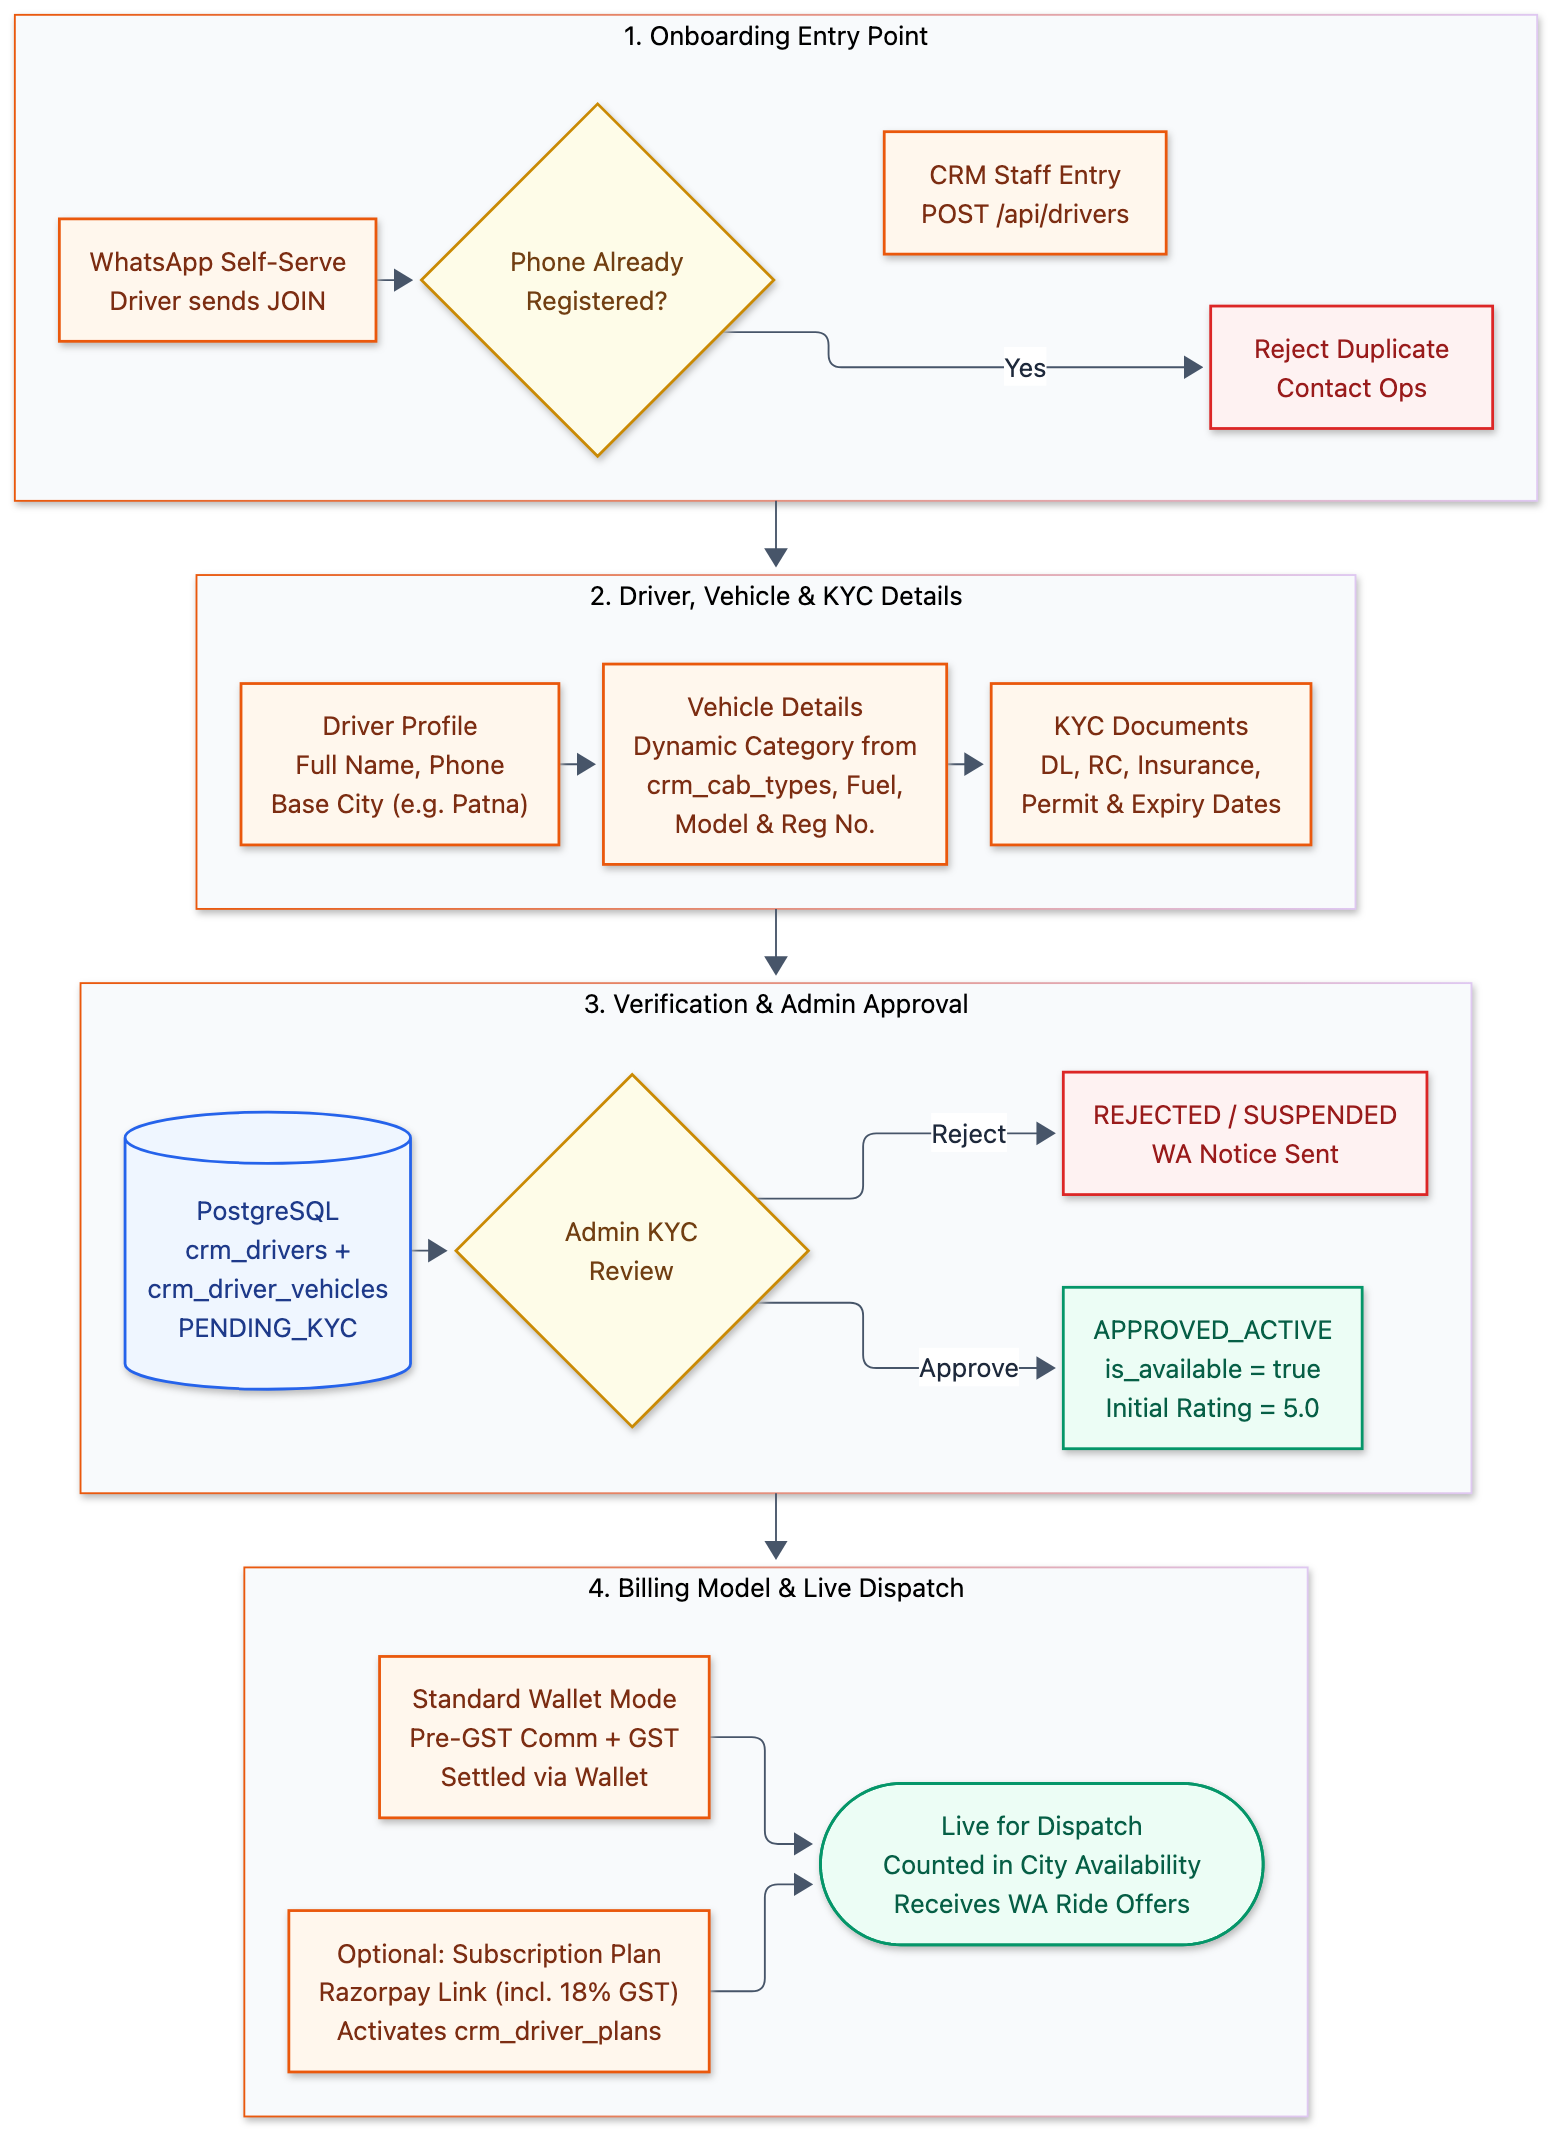 1. Onboarding Entry Point
WhatsApp Self-Serve
Driver sends JOIN
Phone Already
Registered?
CRM Staff Entry
POST /api/drivers
Yes
Reject Duplicate
Contact Ops
2. Driver, Vehicle & KYC Details
Driver Profile
Full Name, Phone
Base City (e.g. Patna)
Vehicle Details
Dynamic Category from
crm_cab_types, Fuel,
Model & Reg No.
KYC Documents
DL, RC, Insurance,
Permit & Expiry Dates
3. Verification & Admin Approval
PostgreSQL
crm_drivers +
crm_driver_vehicles
PENDING_KYC
Admin KYC
Review
Reject
REJECTED / SUSPENDED
WA Notice Sent
Approve
APPROVED_ACTIVE
is_available = true
Initial Rating = 5.0
4. Billing Model & Live Dispatch
Standard Wallet Mode
Pre-GST Comm + GST
Settled via Wallet
Optional: Subscription Plan
Razorpay Link (incl. 18% GST)
Activates crm_driver_plans
Live for Dispatch
Counted in City Availability
Receives WA Ride Offers